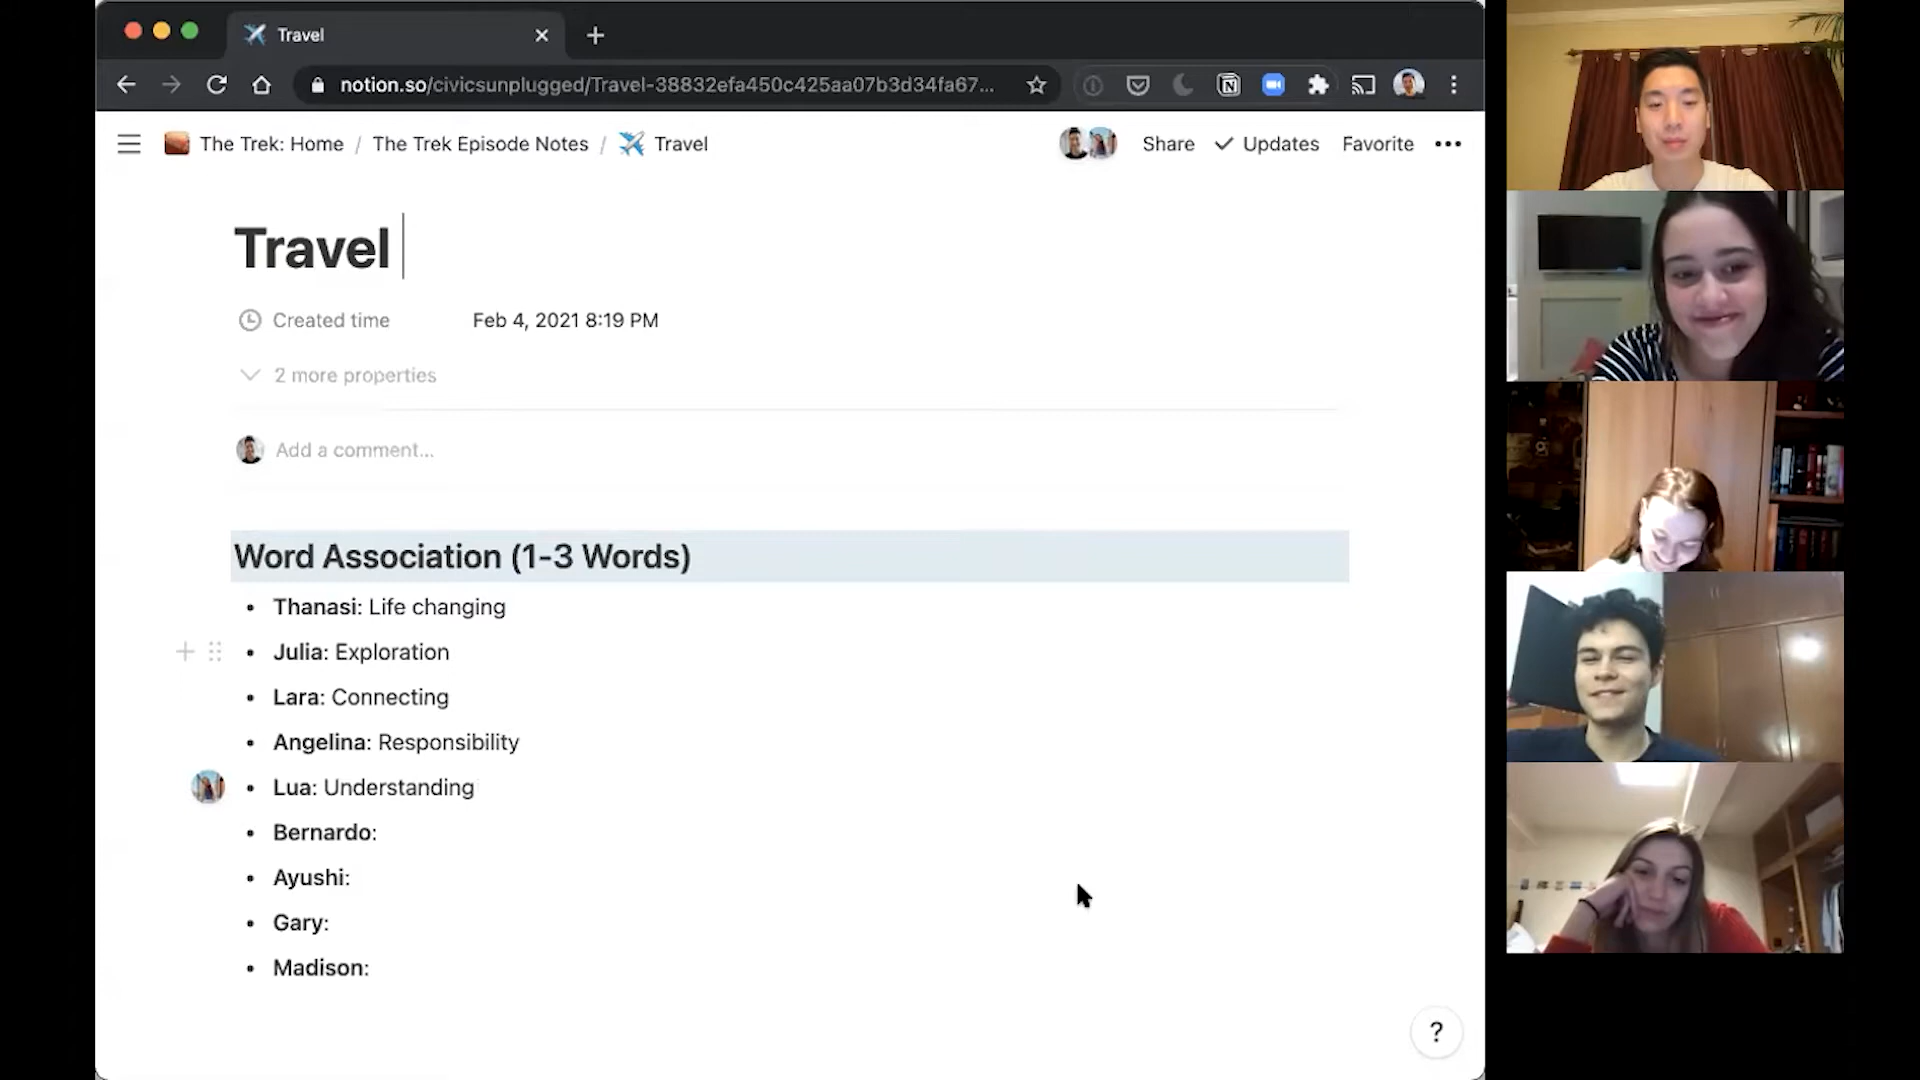 Travel
notion.so/civicsunplugged/Travel-38832efa450c425aa07b3d34fa67...
The Trek: Home / The Trek Episode Notes / Travel
Share Updates Favorite
Travel
Created time Feb 4, 2021 8:19 PM
2 more properties
Add a comment...
Word Association (1-3 Words)
• Thanasi: Life changing
• Julia: Exploration
• Lara: Connecting
• Angelina: Responsibility
• Lua: Understanding
• Bernardo:
• Ayushi:
• Gary:
• Madison:
?